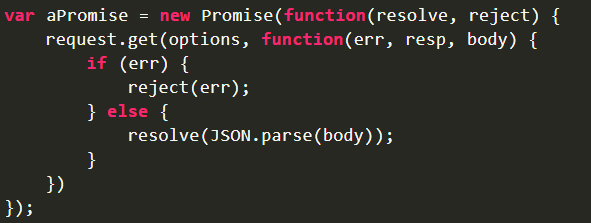 var aPromise = new Promise(function(resolve, reject) {
    request.get(options, function(err, resp, body) {
        if (err) {
            reject(err);
        } else {
            resolve(JSON.parse(body));
        }
    })
});